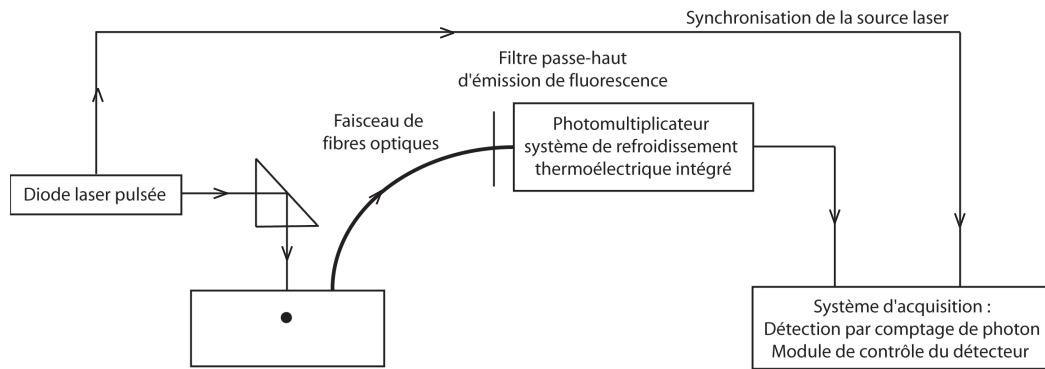 Synchronisation de la source laser
Filtre passe-haut
d'émission de fluorescence
Faisceau de
fibres optiques
Photomultiplicateur
système de refroidissement
thermoélectrique intégré
Diode laser pulsée
Système d'acquisition :
Détection par comptage de photon
Module de contrôle du détecteur